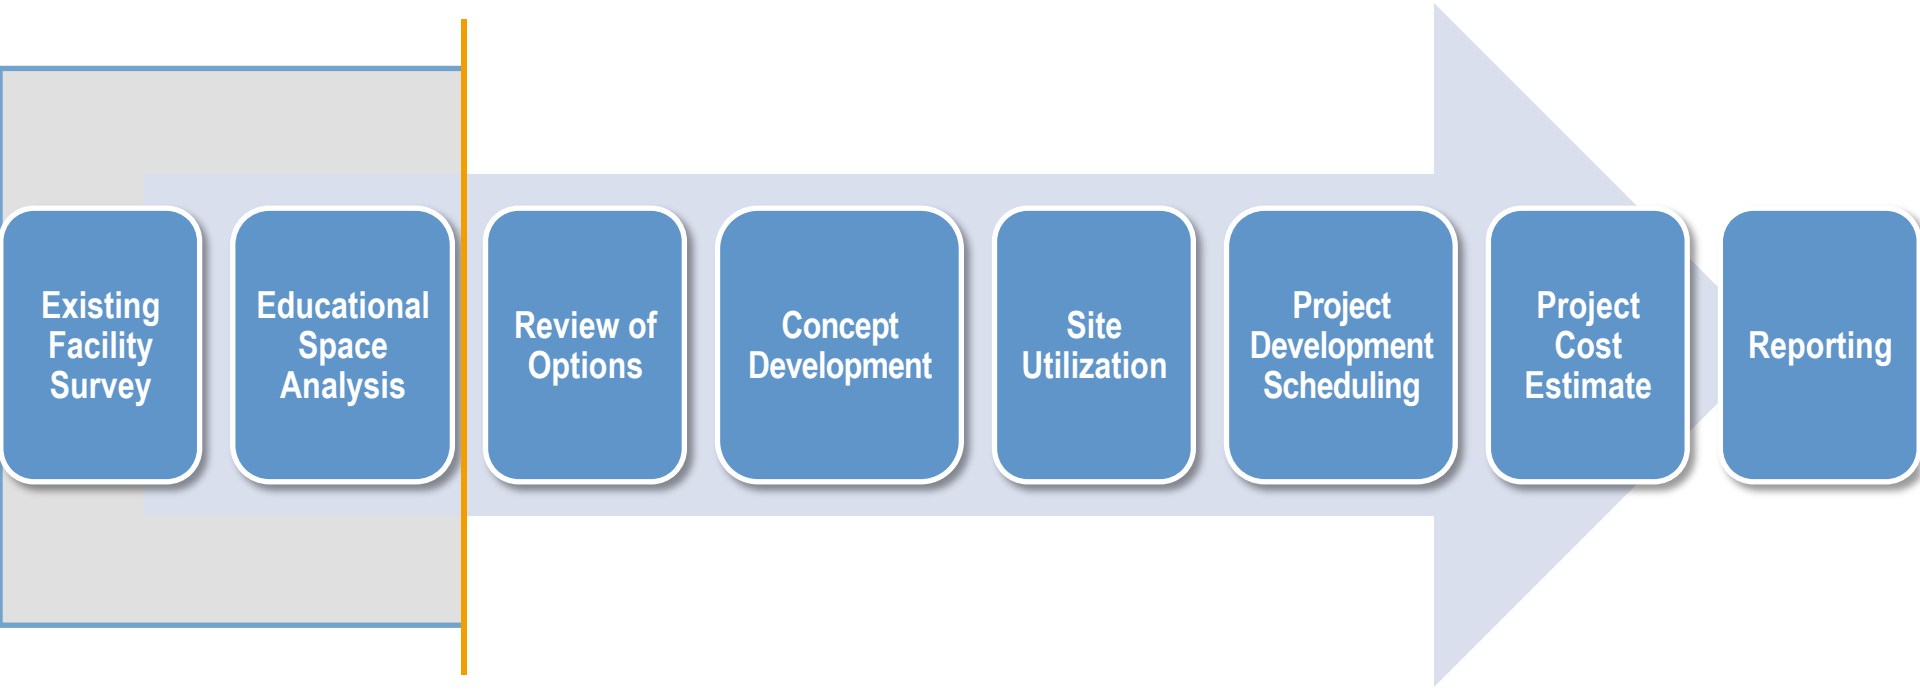 Existing
Facility
Survey
Educational
Space
Analysis
Review of
Options
Concept
Development
Site
Utilization
Project
Development
Scheduling
Project
Cost
Estimate
Reporting